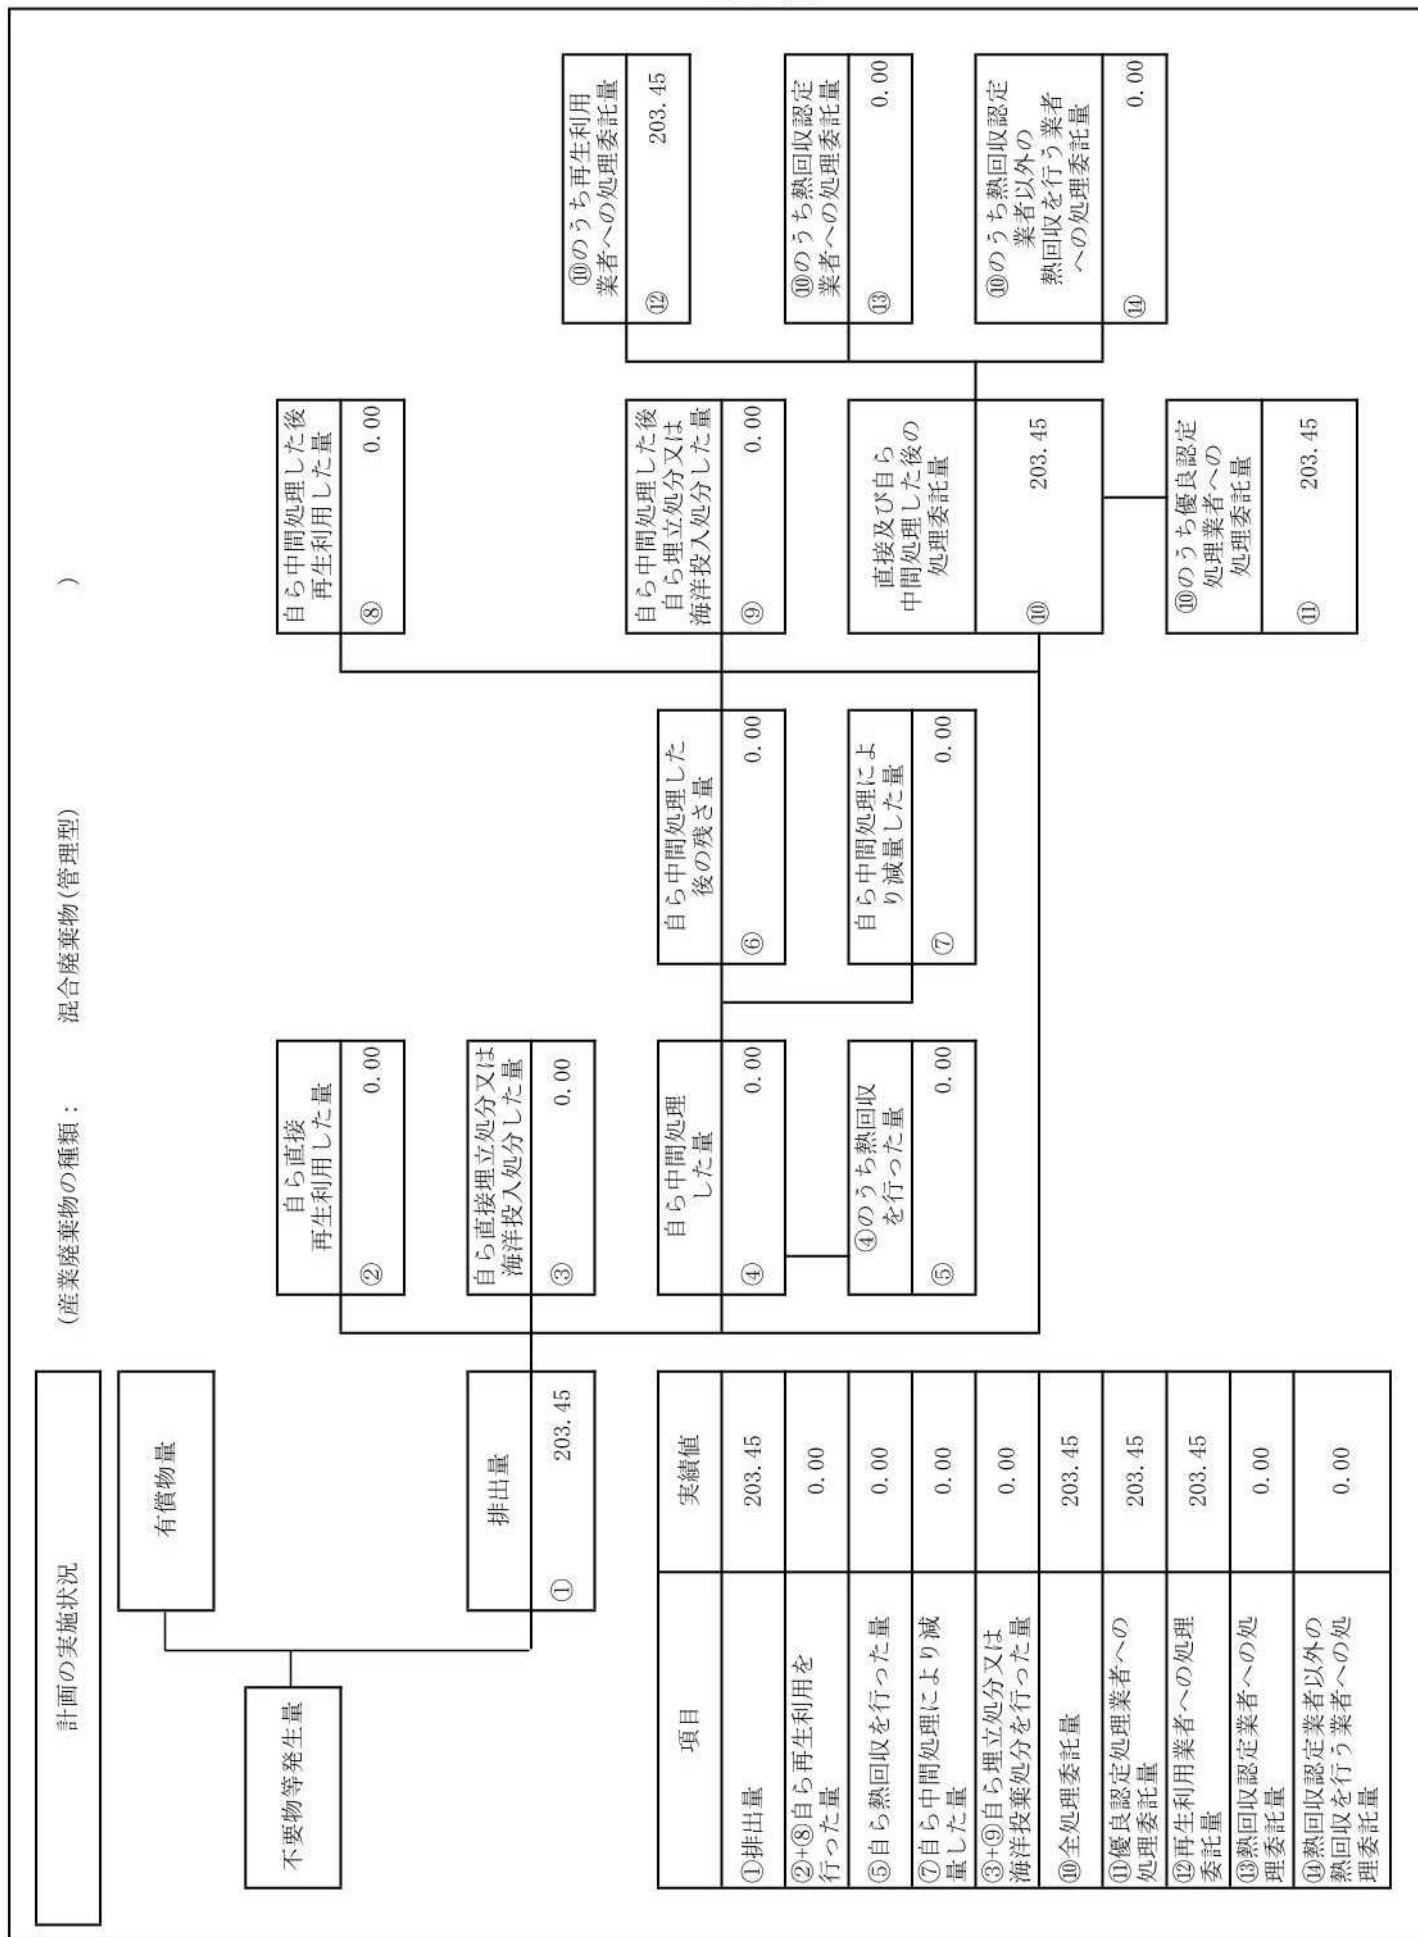 計画の実施状況
(産業廃棄物の種類： 混合廃棄物(管理型) )
不要物等発生量
有償物量
排出量
① 203.45
自ら直接
再生利用した量
② 0.00
自ら直接埋立処分又は
海洋投入処分した量
③ 0.00
自ら中間処理
した量
④ 0.00
④のうち熱回収
を行った量
⑤ 0.00
自ら中間処理した
後の残さ量
⑥ 0.00
自ら中間処理によ
り減量した量
⑦ 0.00
自ら中間処理した後
再生利用した量
⑧ 0.00
自ら中間処理した後
自ら埋立処分又は
海洋投入処分した量
⑨ 0.00
直接及び自ら
中間処理した後の
処理委託量
⑩ 203.45
⑩のうち優良認定
処理業者への
処理委託量
⑪ 203.45
⑩のうち再生利用
業者への処理委託量
⑫ 203.45
⑩のうち熱回収認定
業者への処理委託量
⑬ 0.00
⑩のうち熱回収認定
業者以外の
熱回収を行う業者
への処理委託量
⑭ 0.00
項目 実績値
①排出量 203.45
②+⑧自ら再生利用を
行った量 0.00
⑤自ら熱回収を行った量 0.00
⑦自ら中間処理により減
量した量 0.00
③+⑨自ら埋立処分又は
海洋投棄処分を行った量 0.00
⑩全処理委託量 203.45
⑪優良認定処理業者への
処理委託量 203.45
⑫再生利用業者への処理
委託量 203.45
⑬熱回収認定業者への処
理委託量 0.00
⑭熱回収認定業者以外の
熱回収を行う業者への処
理委託量 0.00